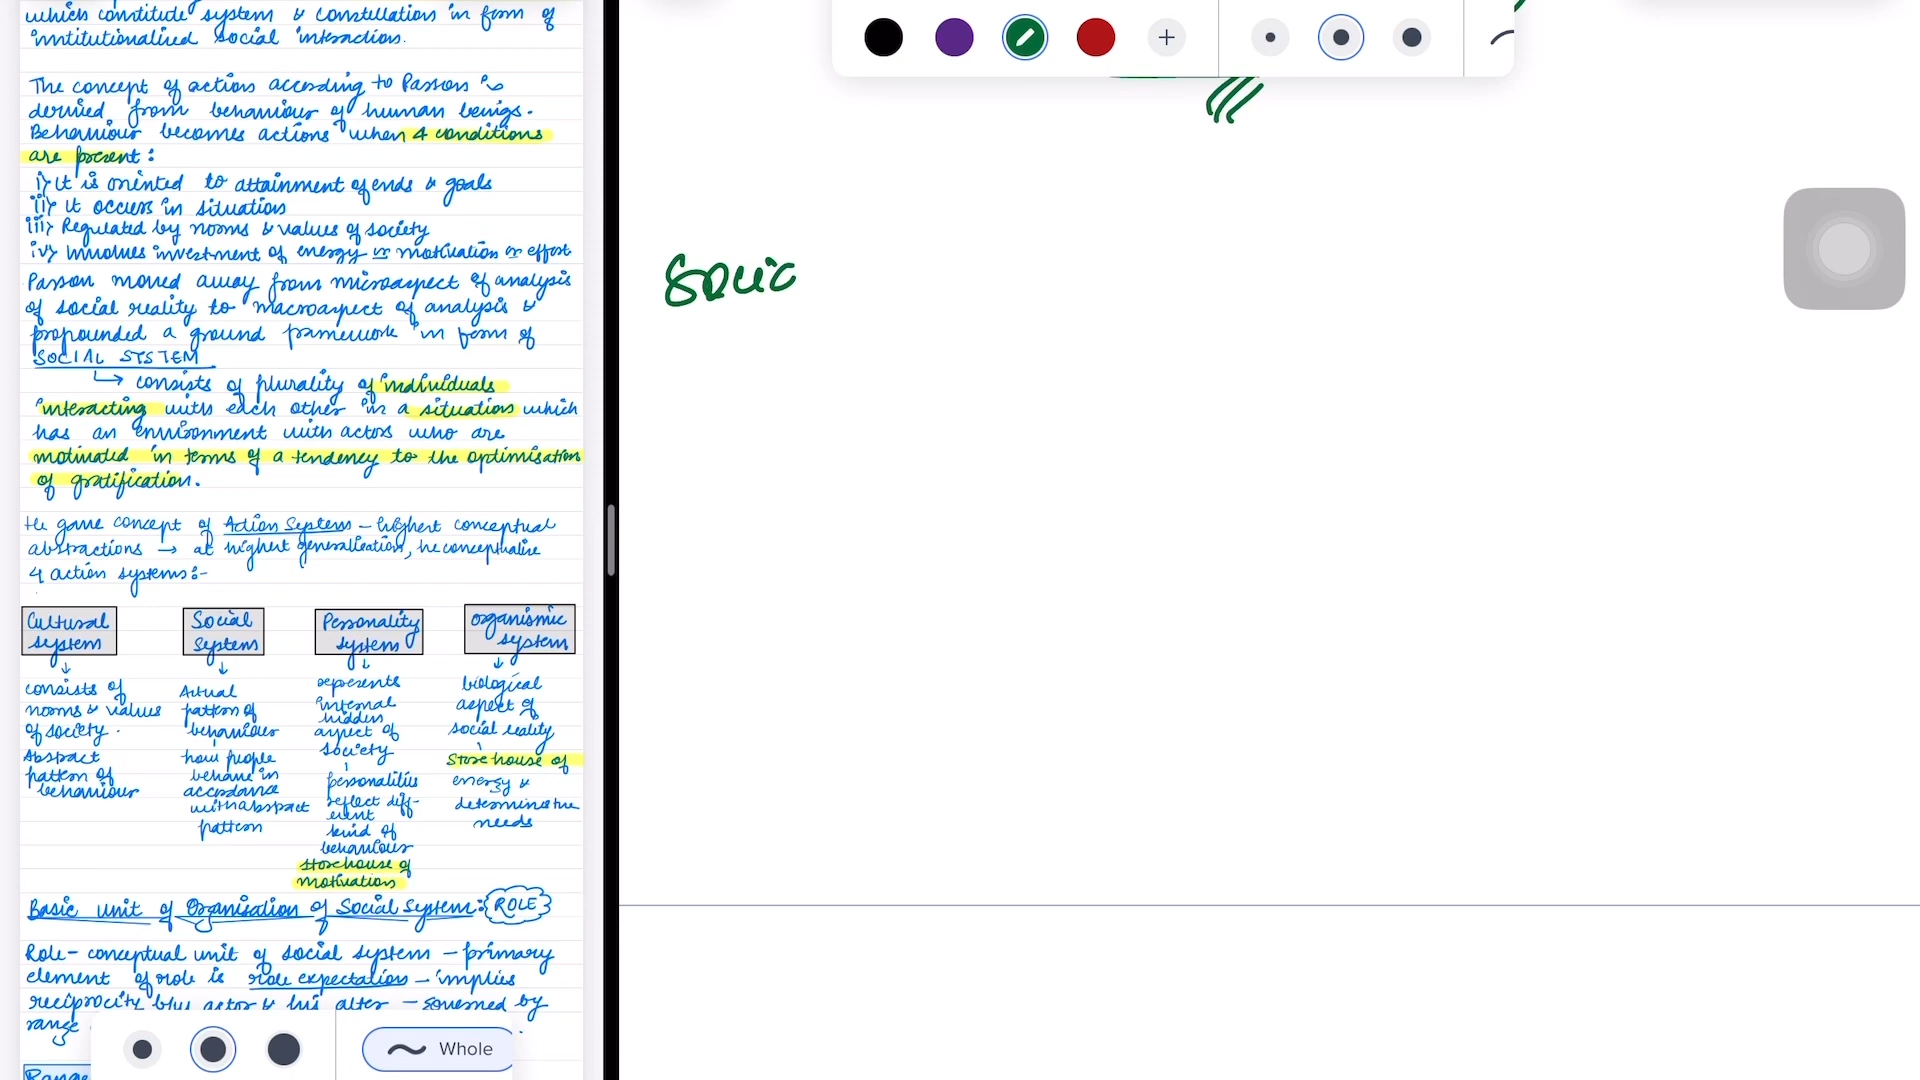 which constitute system & constellation in form of
institutionalised social interaction.
The concept of action according to Parsons is
derived from behaviour of human beings.
Behaviour becomes actions when 4 conditions
are present :
i) It is oriented to attainment of ends & goals
ii) It occurs in situation
iii) Regulated by norms & values of society
iv) Involves investment of energy or motivation or effort
Parson moved away from microaspect of analysis
of social reality to macroaspect of analysis &
propounded a ground framework in form of
SOCIAL SYSTEM
↳ consists of plurality of individuals
interacting with each other in a situation which
has an environment with actors who are
motivated in terms of a tendency to the optimisation
of gratification.
He gave concept of Action Systems – highest conceptual
abstractions → at highest generalisation, he conceptualise
4 action systems:-
Cultural system
Social System
Personality system
Organismic system
consists of
norms & values
of society.
Abstract
pattern of
behaviour
Actual
pattern of
behaviour
how people
behave in
accordance
with abstract
pattern
represents
internal
hidden
aspect of
society
personalities
reflect diff-
erent
kind of
behaviour
storehouse of
motivation
biological
aspect of
social reality
Storehouse of
energy &
determine the
needs
Basic unit of Organisation of Social System: ROLE
Role – conceptual unit of social system – primary
element of role is role expectation – implies
reciprocity b/w actor & his alter – governed by
range
Range
Whole